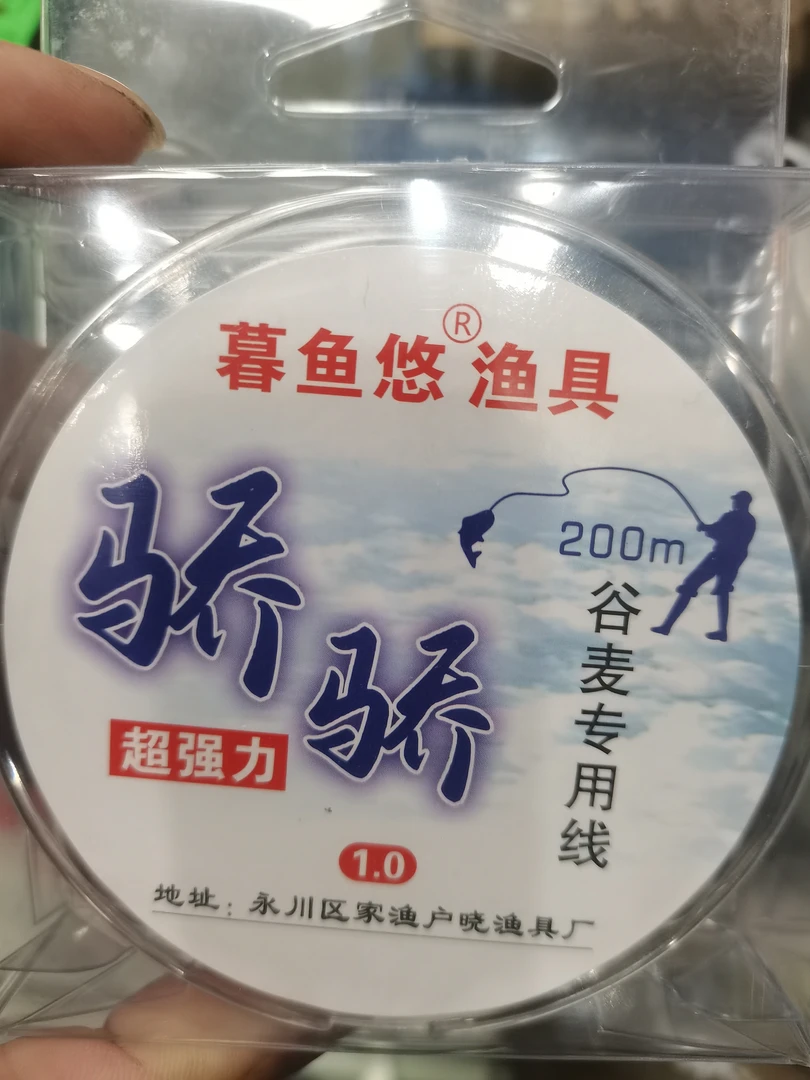 暮鱼悠®渔具
骄骄
200m
谷麦专用线
超强力
1.0
地址：永川区家渔户晓渔具厂